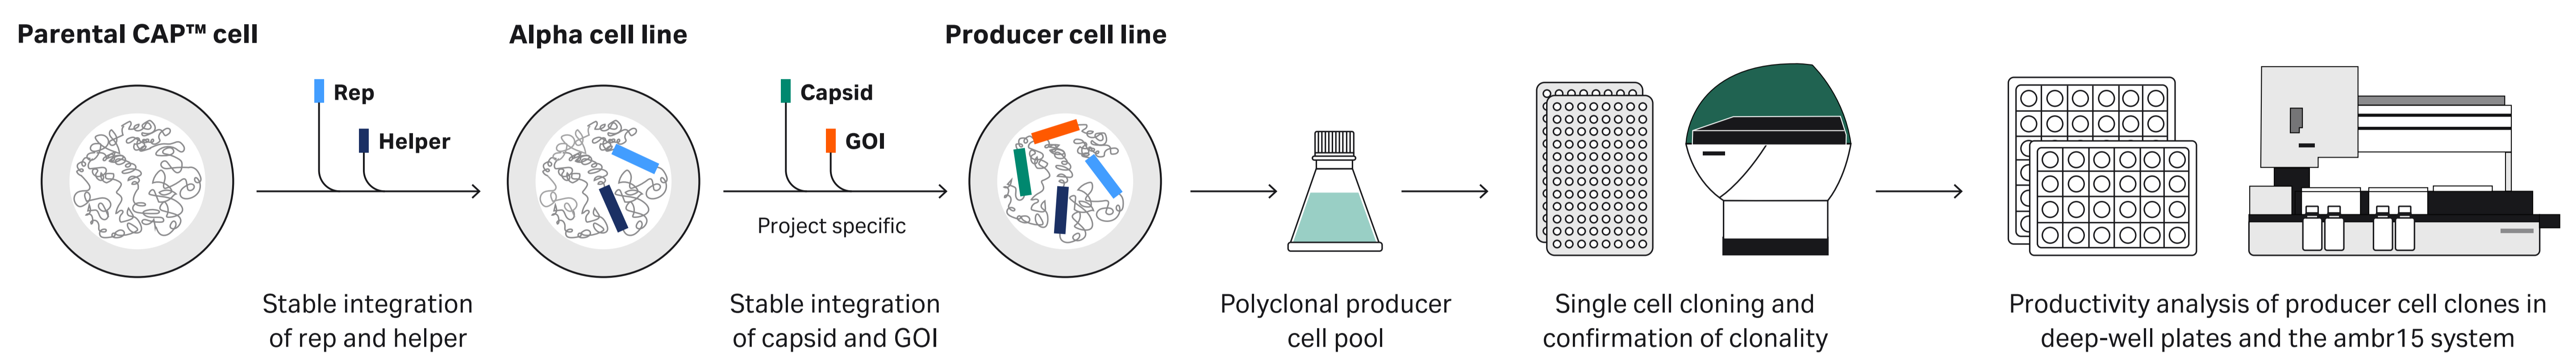 Parental CAP™ cell
Alpha cell line
Producer cell line
Rep
Helper
Capsid
GOI
Project specific
Stable integration
of rep and helper
Stable integration
of capsid and GOI
Polyclonal producer
cell pool
Single cell cloning and
confirmation of clonality
Productivity analysis of producer cell clones in
deep-well plates and the ambr15 system